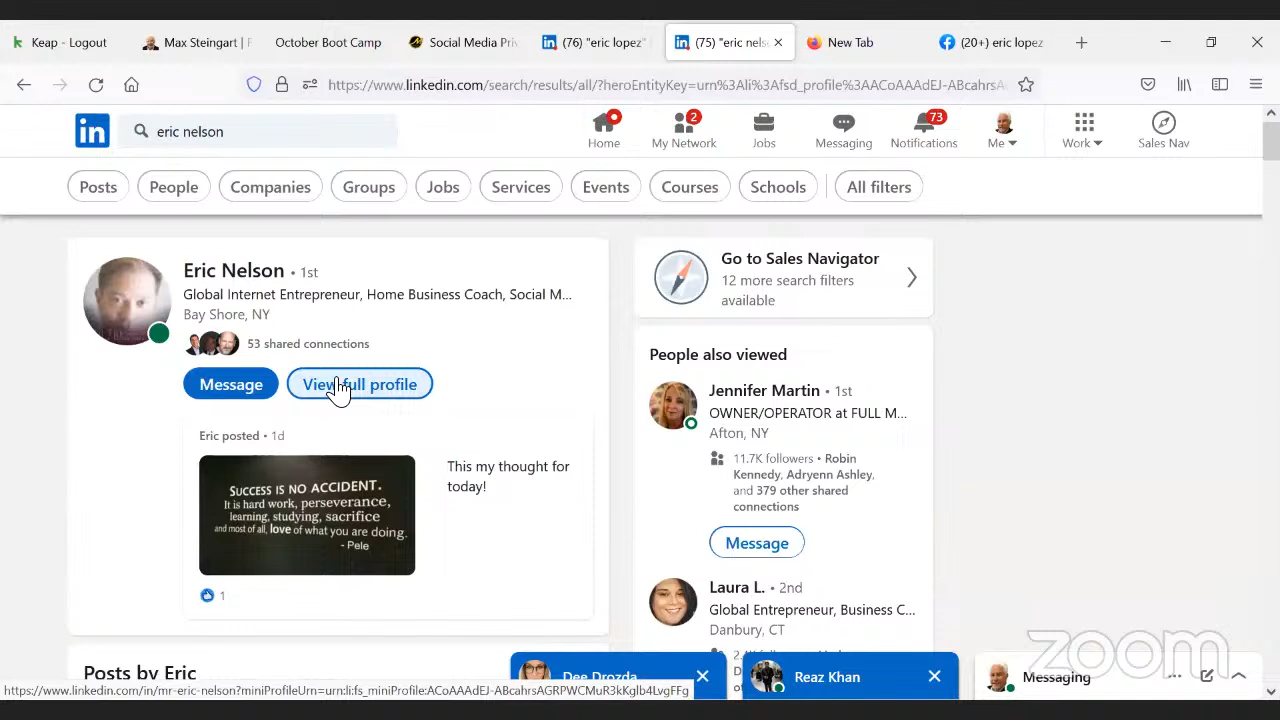 Keap - Logout
Max Steingart |
October Boot Camp
Social Media Pri
(76) "eric lopez"
(75) "eric nels
New Tab
(20+) eric lopez
https://www.linkedin.com/search/results/all/?heroEntityKey=urn%3Ali%3Afsd_profile%3AACoAAAdEJ-ABcahrsA
in
eric nelson
2
73
Home
My Network
Jobs
Messaging
Notifications
Me
Work
Sales Nav
Posts
People
Companies
Groups
Jobs
Services
Events
Courses
Schools
All filters
Eric Nelson • 1st
Global Internet Entrepreneur, Home Business Coach, Social M...
Bay Shore, NY
53 shared connections
Message
View full profile
Eric posted • 1d
SUCCESS IS NO ACCIDENT.
It is hard work, perseverance,
learning, studying, sacrifice
and most of all, love of what you are doing.
- Pele
This my thought for
today!
1
Posts by Eric
Go to Sales Navigator
12 more search filters
available
People also viewed
Jennifer Martin • 1st
OWNER/OPERATOR at FULL M...
Afton, NY
11.7K followers • Robin
Kennedy, Adryenn Ashley,
and 379 other shared
connections
Message
Laura L. • 2nd
Global Entrepreneur, Business C...
Danbury, CT
Dee Drozda
Reaz Khan
Messaging
zoom
https://www.linkedin.com/in/mr-eric-nelson?miniProfileUrn=urn:li:fs_miniProfile:ACoAAAdEJ-ABcahrsAGRPWCMuR3kKglb4LvgFFg